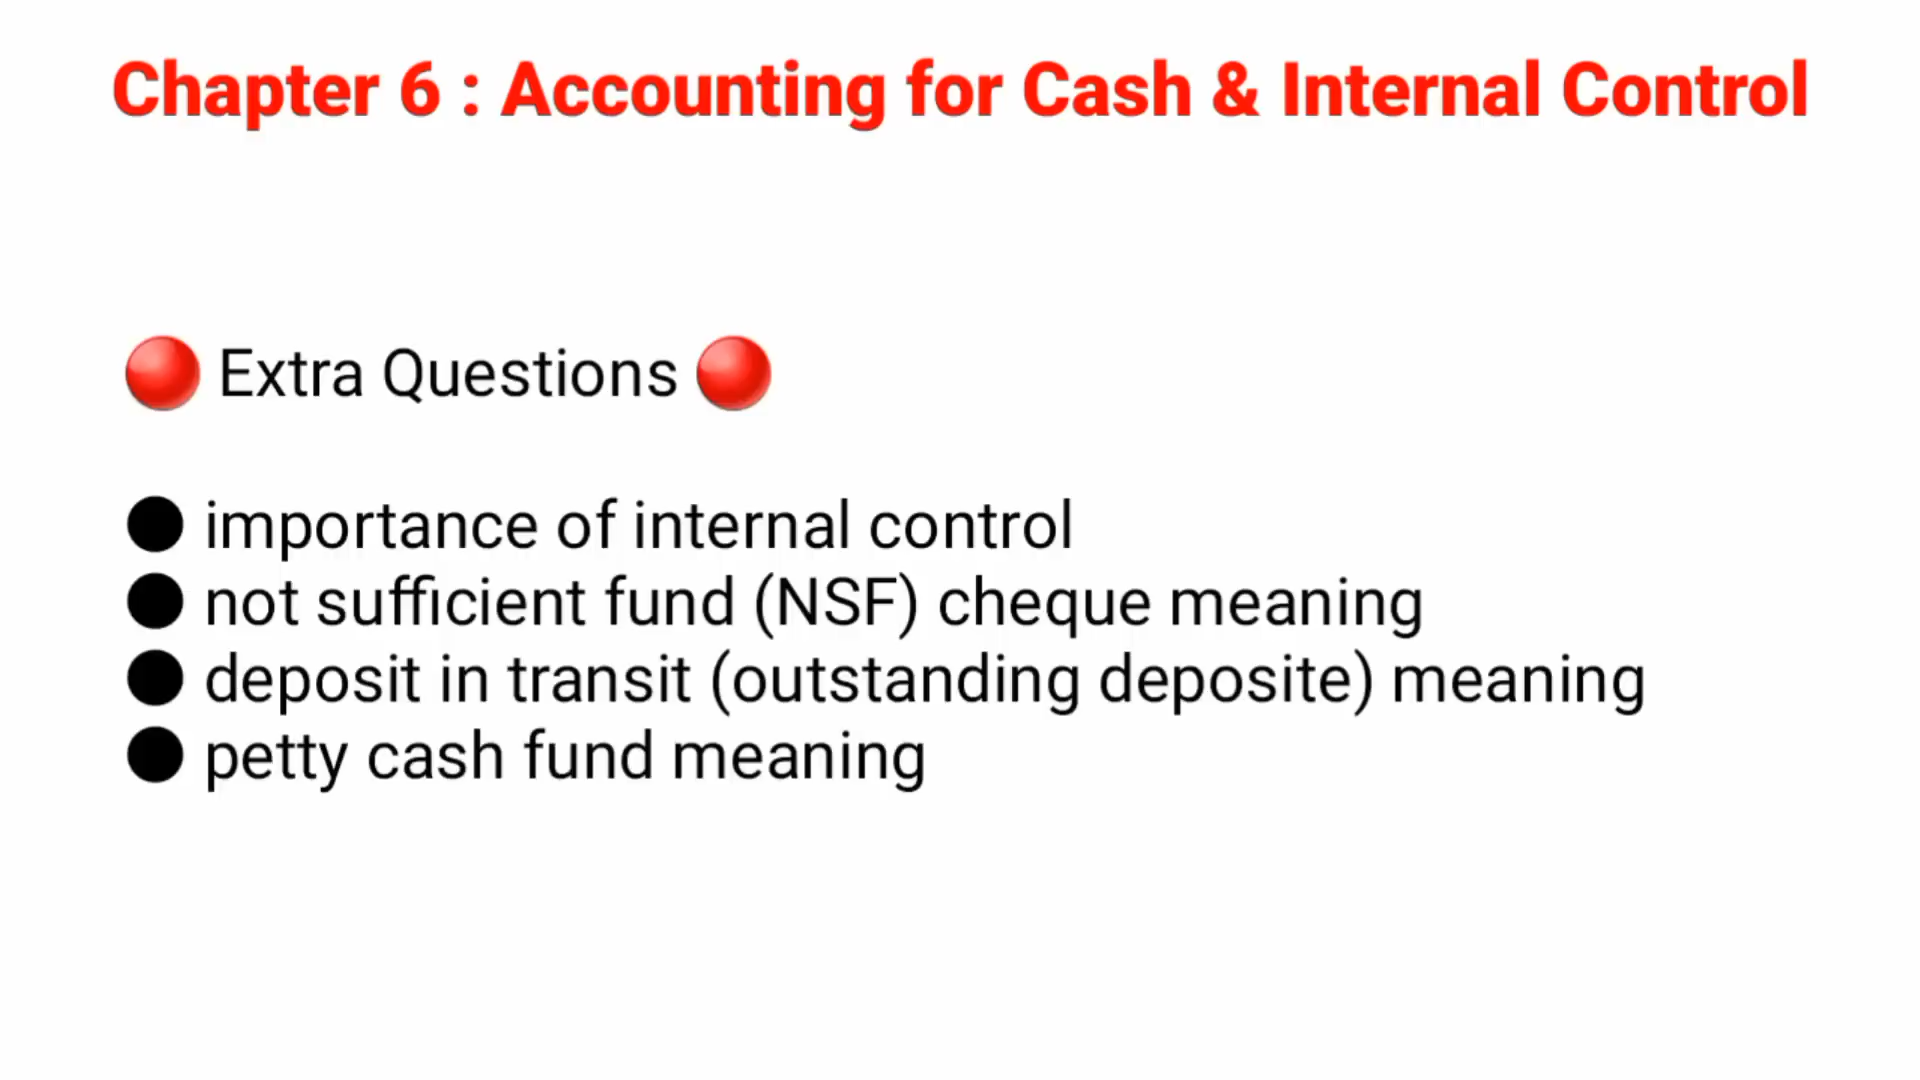 Chapter 6 : Accounting for Cash & Internal Control
🔴 Extra Questions 🔴
● importance of internal control
● not sufficient fund (NSF) cheque meaning
● deposit in transit (outstanding deposite) meaning
● petty cash fund meaning